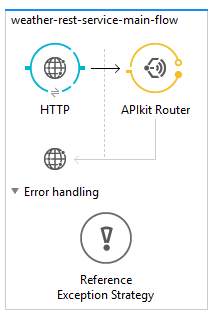 weather-rest-service-main-flow
HTTP
APIkit Router
Error handling
Reference
Exception Strategy